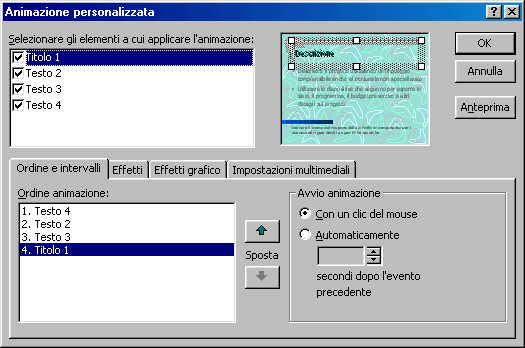 Animazione personalizzata
Selezionare gli elementi a cui applicare l'animazione:
Titolo 1
Testo 2
Testo 3
Testo 4
Descrizione
OK
Annulla
Anteprima
Ordine e intervalli
Effetti
Effetti grafico
Impostazioni multimediali
Ordine animazione:
1. Testo 4
2. Testo 2
3. Testo 3
4. Titolo 1
Sposta
Avvio animazione
Con un clic del mouse
Automaticamente
secondi dopo l'evento
precedente